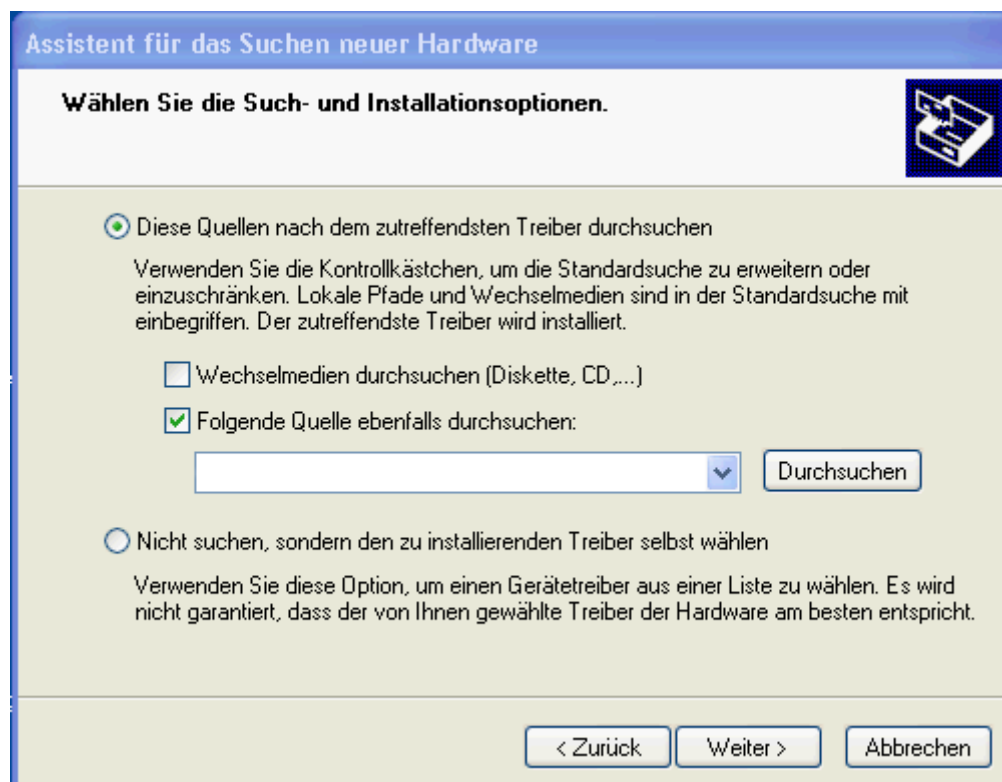 Assistent für das Suchen neuer Hardware
Wählen Sie die Such- und Installationsoptionen.
Diese Quellen nach dem zutreffendsten Treiber durchsuchen
Verwenden Sie die Kontrollkästchen, um die Standardsuche zu erweitern oder
einzuschränken. Lokale Pfade und Wechselmedien sind in der Standardsuche mit
einbegriffen. Der zutreffendste Treiber wird installiert.
Wechselmedien durchsuchen (Diskette, CD,...)
Folgende Quelle ebenfalls durchsuchen:
Durchsuchen
Nicht suchen, sondern den zu installierenden Treiber selbst wählen
Verwenden Sie diese Option, um einen Gerätetreiber aus einer Liste zu wählen. Es wird
nicht garantiert, dass der von Ihnen gewählte Treiber der Hardware am besten entspricht.
< Zurück Weiter > Abbrechen